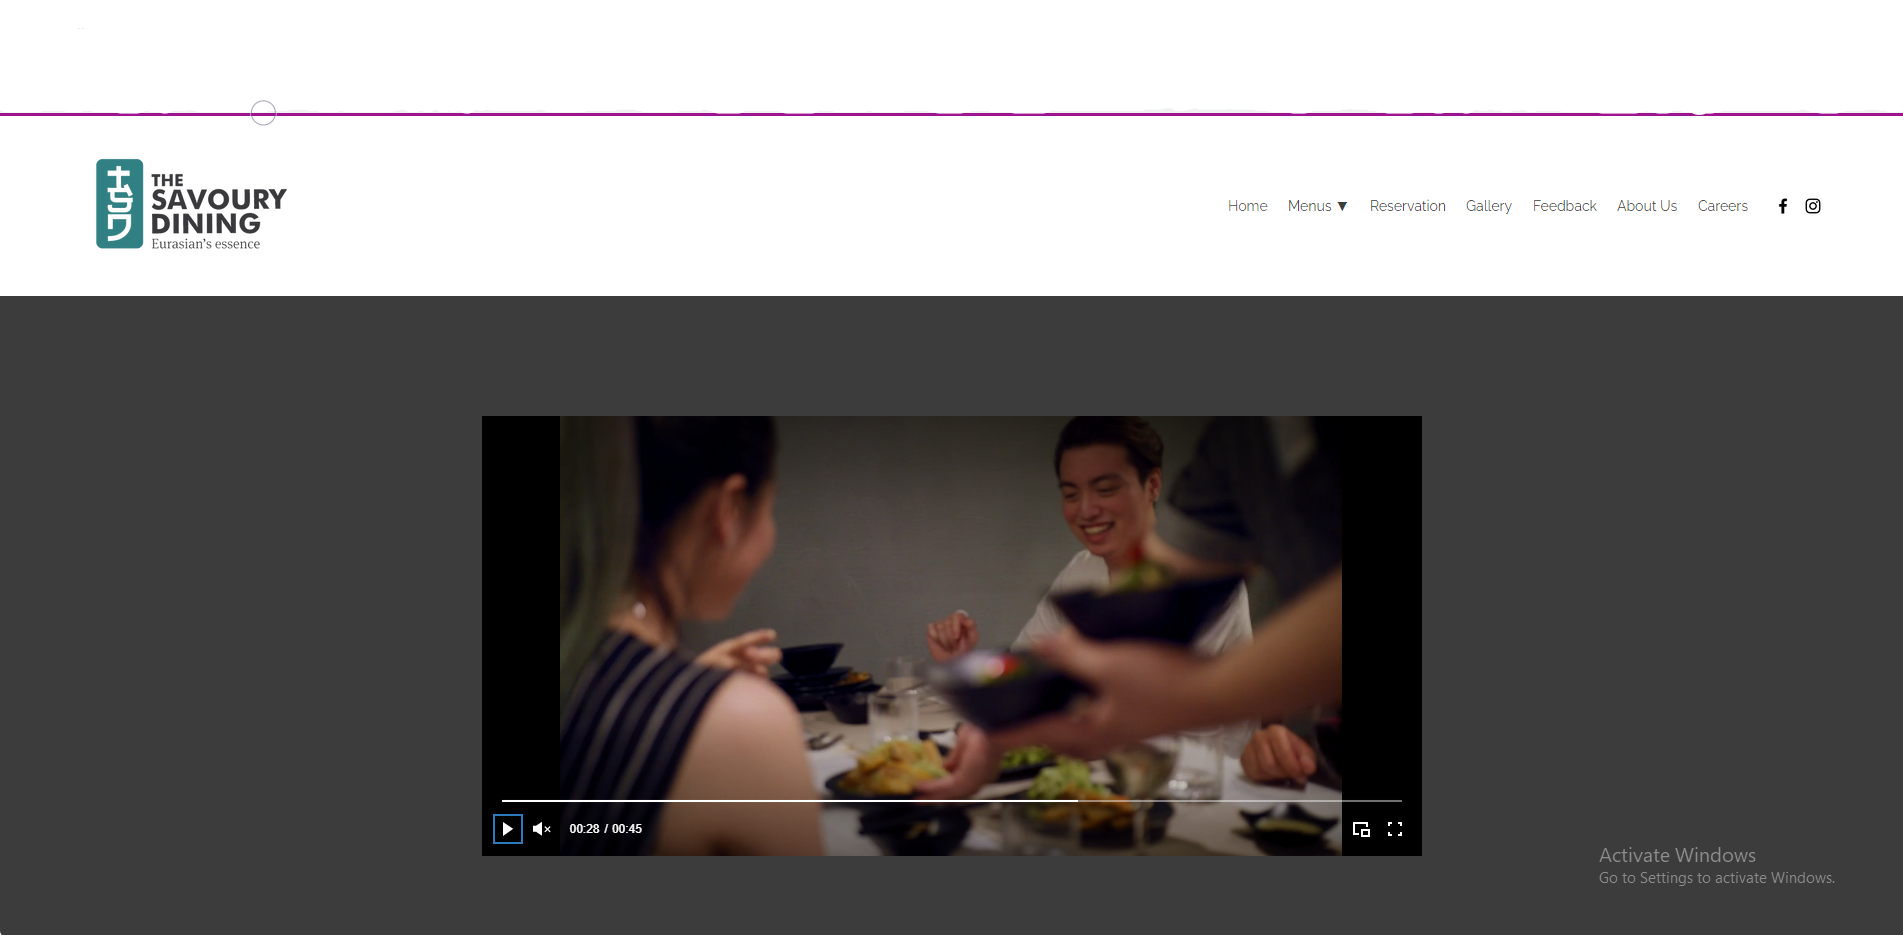 THE
SAVOURY
DINING
Eurasian's essence
Home Menus ▼ Reservation Gallery Feedback About Us Careers
00:28 / 00:45
Activate Windows
Go to Settings to activate Windows.